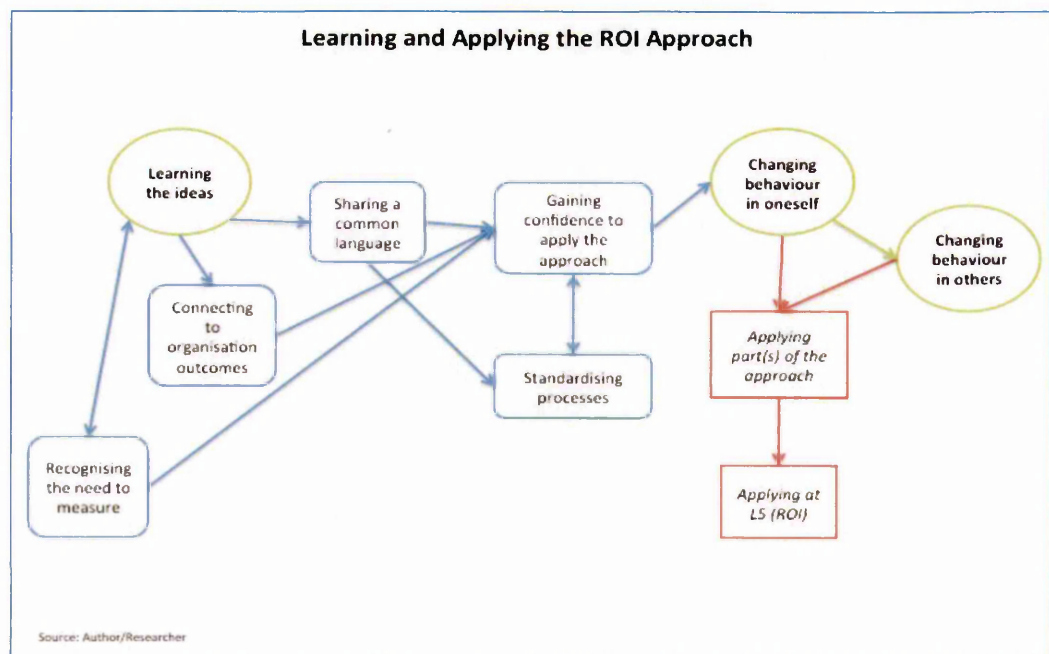 Learning and Applying the ROI Approach
Learning
the ideas
Sharing a
common
language
Gaining
confidence to
apply the
approach
Changing
behaviour
in oneself
Changing
behaviour
in others
Connecting
to
organisation
outcomes
Standardising
processes
Applying
part(s) of the
approach
Recognising
the need to
measure
Applying at
L5 (ROI)
Source: Author/Researcher